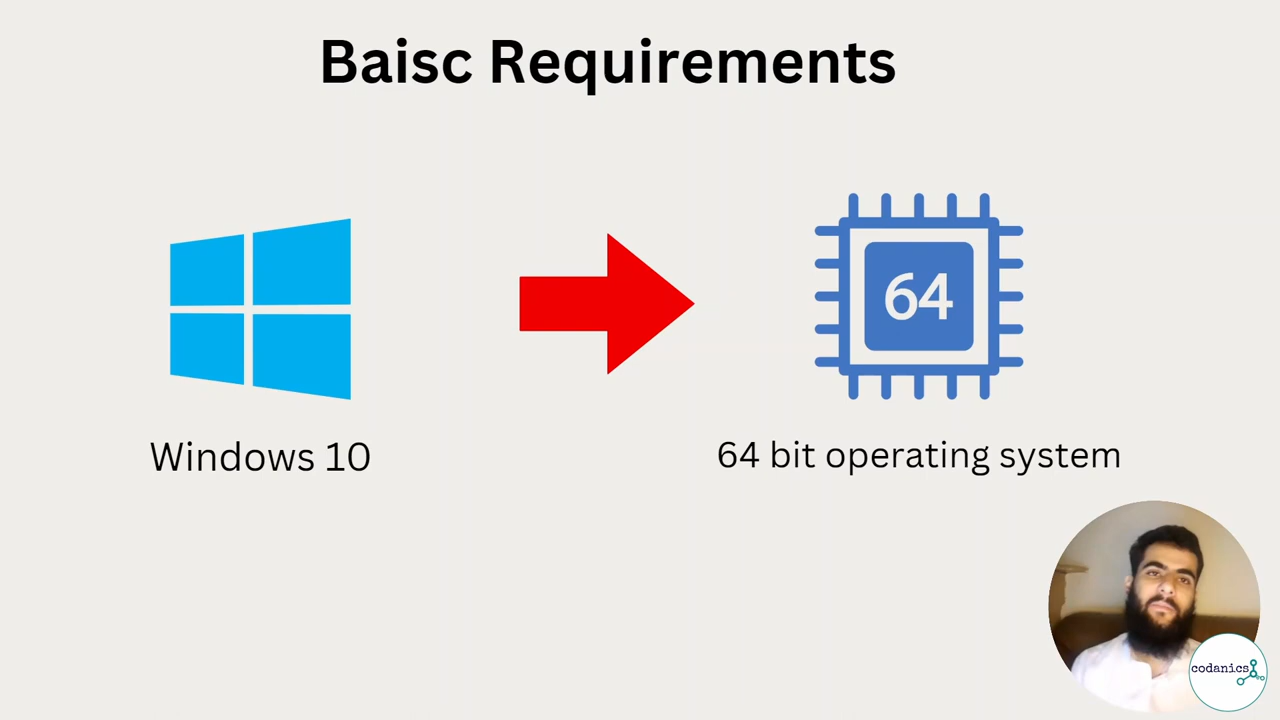 Baisc Requirements
64
Windows 10
64 bit operating system
codanics